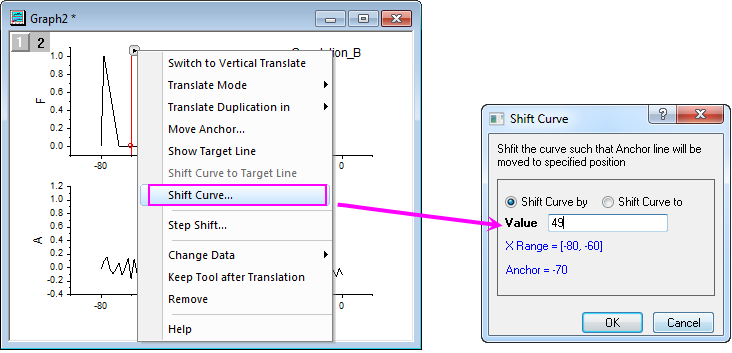 Graph2 *
1 2
1.0
0.8
0.6
0.4
0.2
0.0
F
-80
0
1.2
1.0
0.8
0.6
0.4
0.2
0.0
-0.2
-0.4
A
-80
0
Switch to Vertical Translate
Translate Mode
Translate Duplication in
Move Anchor...
Show Target Line
Shift Curve to Target Line
Shift Curve...
Step Shift...
Change Data
Keep Tool after Translation
Remove
Help
Shift Curve
?
Shfit the curve such that Anchor line will be
moved to specified position
Shift Curve by Shift Curve to
Value 49
X Range = [-80, -60]
Anchor = -70
OK Cancel